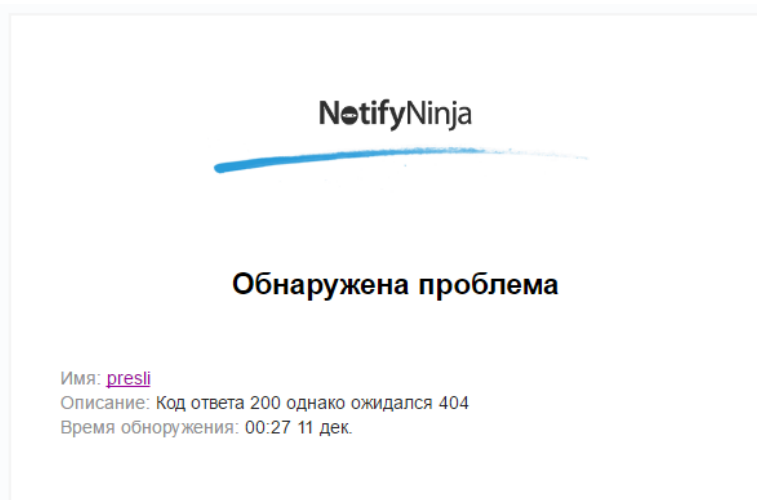 NotifyNinja
Обнаружена проблема
Имя: presli
Описание: Код ответа 200 однако ожидался 404
Время обноружения: 00:27 11 дек.